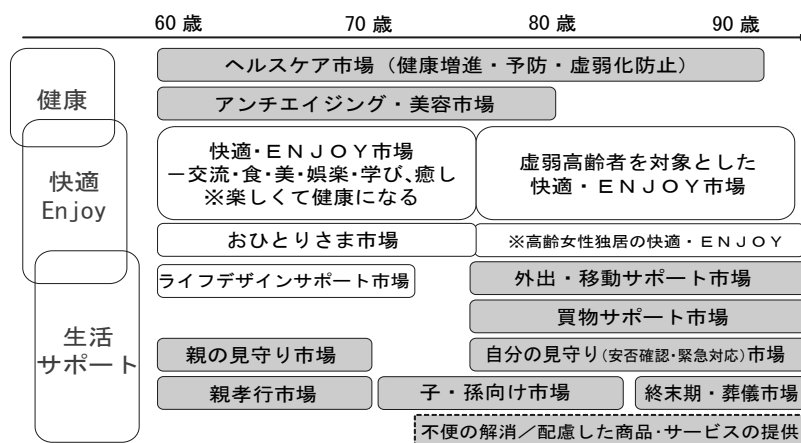 60歳 70歳 80歳 90歳
健康
ヘルスケア市場（健康増進・予防・虚弱化防止）
アンチエイジング・美容市場
快適
Enjoy
快適・ＥＮＪＯＹ市場
－交流・食・美・娯楽・学び、癒し
※楽しくて健康になる
虚弱高齢者を対象とした
快適・ＥＮＪＯＹ市場
おひとりさま市場
※高齢女性独居の快適・ＥＮＪＯＹ
生活
サポート
ライフデザインサポート市場
外出・移動サポート市場
買物サポート市場
親の見守り市場
自分の見守り（安否確認・緊急対応）市場
親孝行市場
子・孫向け市場
終末期・葬儀市場
不便の解消／配慮した商品・サービスの提供